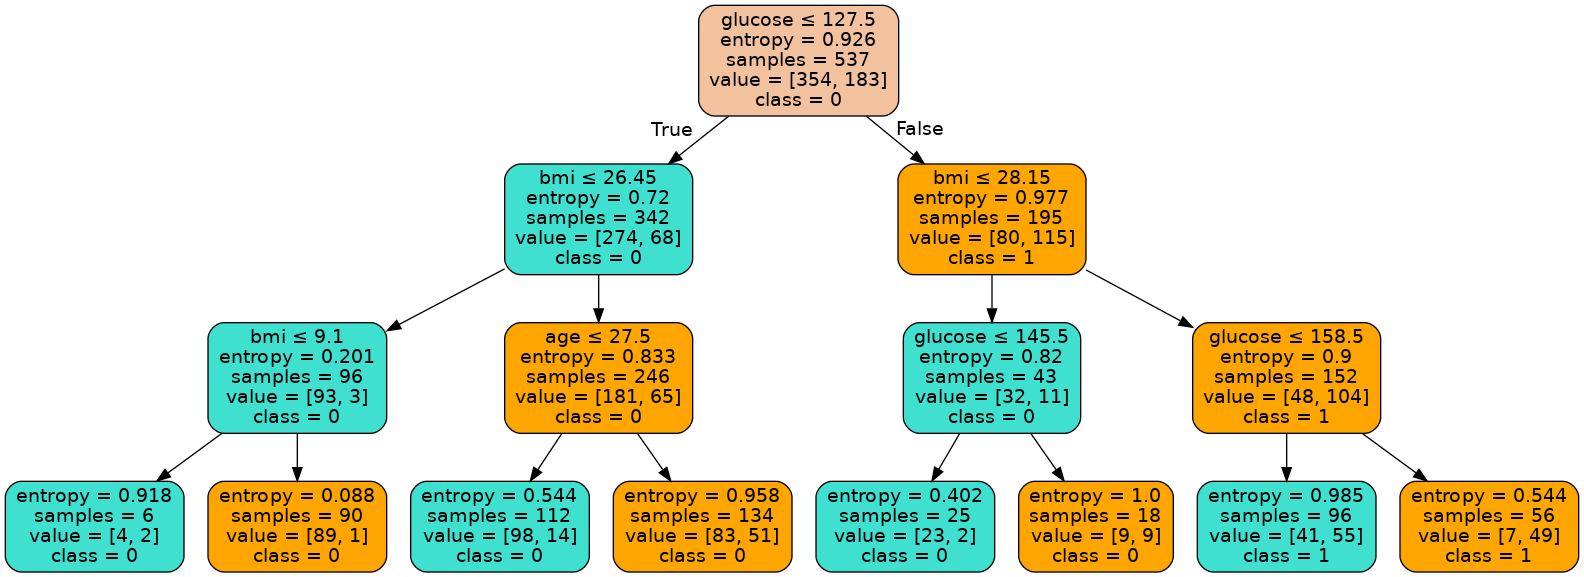 glucose ≤ 127.5
entropy = 0.926
samples = 537
value = [354, 183]
class = 0
True
False
bmi ≤ 26.45
entropy = 0.72
samples = 342
value = [274, 68]
class = 0
bmi ≤ 28.15
entropy = 0.977
samples = 195
value = [80, 115]
class = 1
bmi ≤ 9.1
entropy = 0.201
samples = 96
value = [93, 3]
class = 0
age ≤ 27.5
entropy = 0.833
samples = 246
value = [181, 65]
class = 0
glucose ≤ 145.5
entropy = 0.82
samples = 43
value = [32, 11]
class = 0
glucose ≤ 158.5
entropy = 0.9
samples = 152
value = [48, 104]
class = 1
entropy = 0.918
samples = 6
value = [4, 2]
class = 0
entropy = 0.088
samples = 90
value = [89, 1]
class = 0
entropy = 0.544
samples = 112
value = [98, 14]
class = 0
entropy = 0.958
samples = 134
value = [83, 51]
class = 0
entropy = 0.402
samples = 25
value = [23, 2]
class = 0
entropy = 1.0
samples = 18
value = [9, 9]
class = 0
entropy = 0.985
samples = 96
value = [41, 55]
class = 1
entropy = 0.544
samples = 56
value = [7, 49]
class = 1